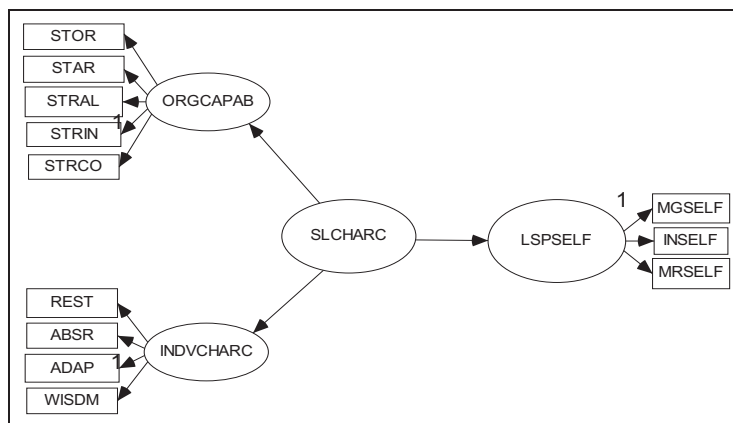 STOR
STAR
STRAL
STRIN
STRCO
1
ORGCAPAB
SLCHARC
LSPSELF
1
MGSELF
INSELF
MRSELF
REST
ABSR
ADAP
WISDM
1
INDVCHARC